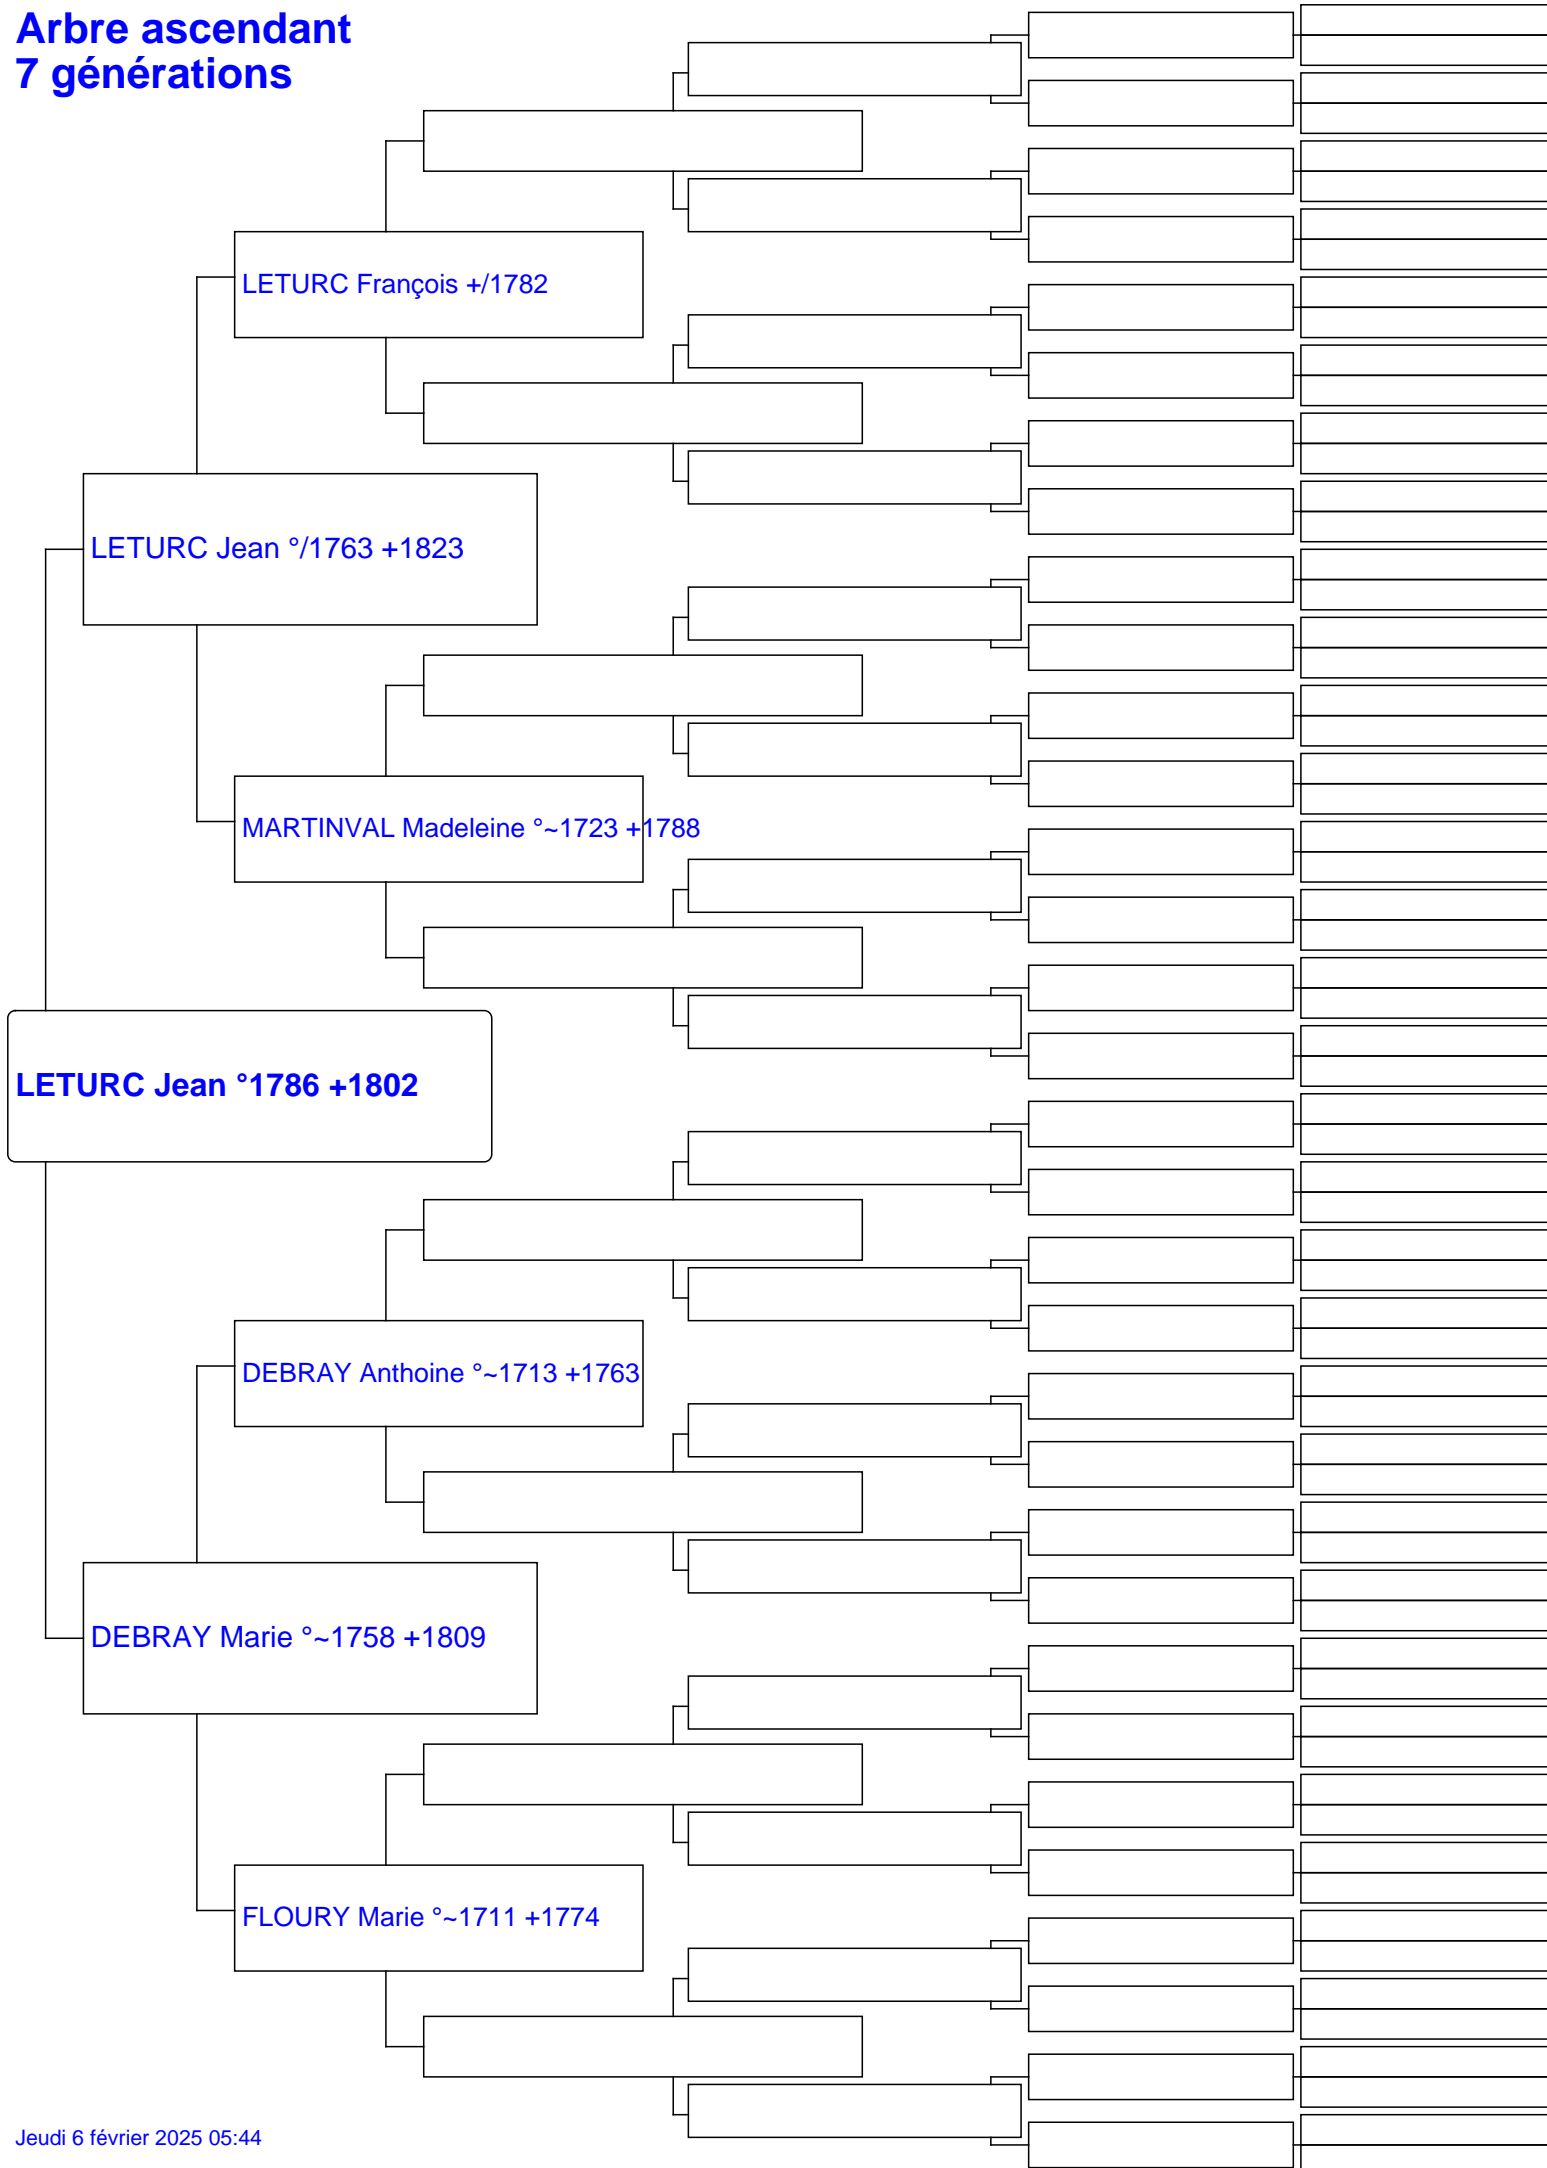 Arbre ascendant
7 générations
LETURC François +/1782
LETURC Jean °/1763 +1823
MARTINVAL Madeleine °~1723 +1788
LETURC Jean °1786 +1802
DEBRAY Anthoine °~1713 +1763
DEBRAY Marie °~1758 +1809
FLOURY Marie °~1711 +1774
Jeudi 6 février 2025 05:44